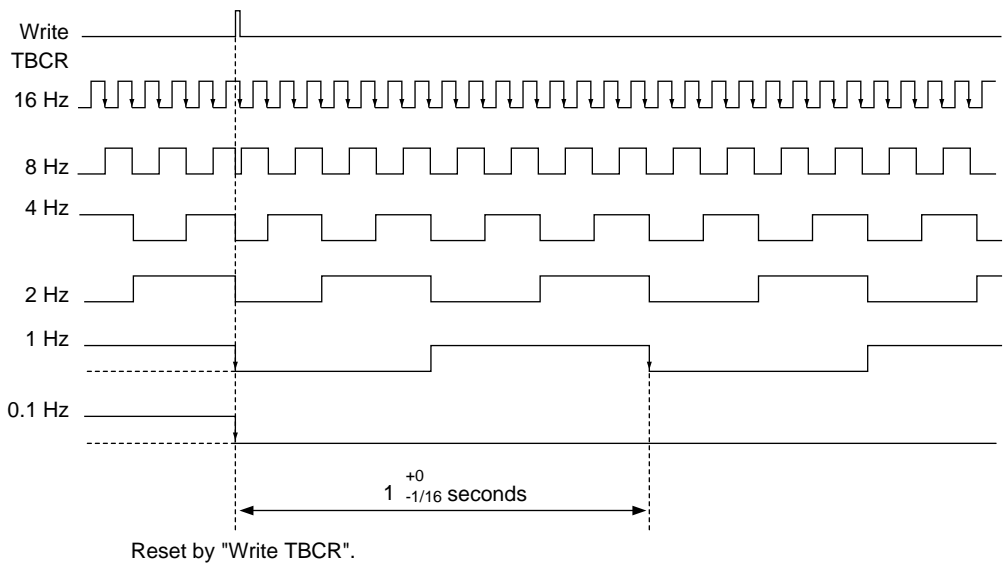 Write
TBCR
16 Hz
8 Hz
4 Hz
2 Hz
1 Hz
0.1 Hz
1 +0 -1/16 seconds
Reset by "Write TBCR".